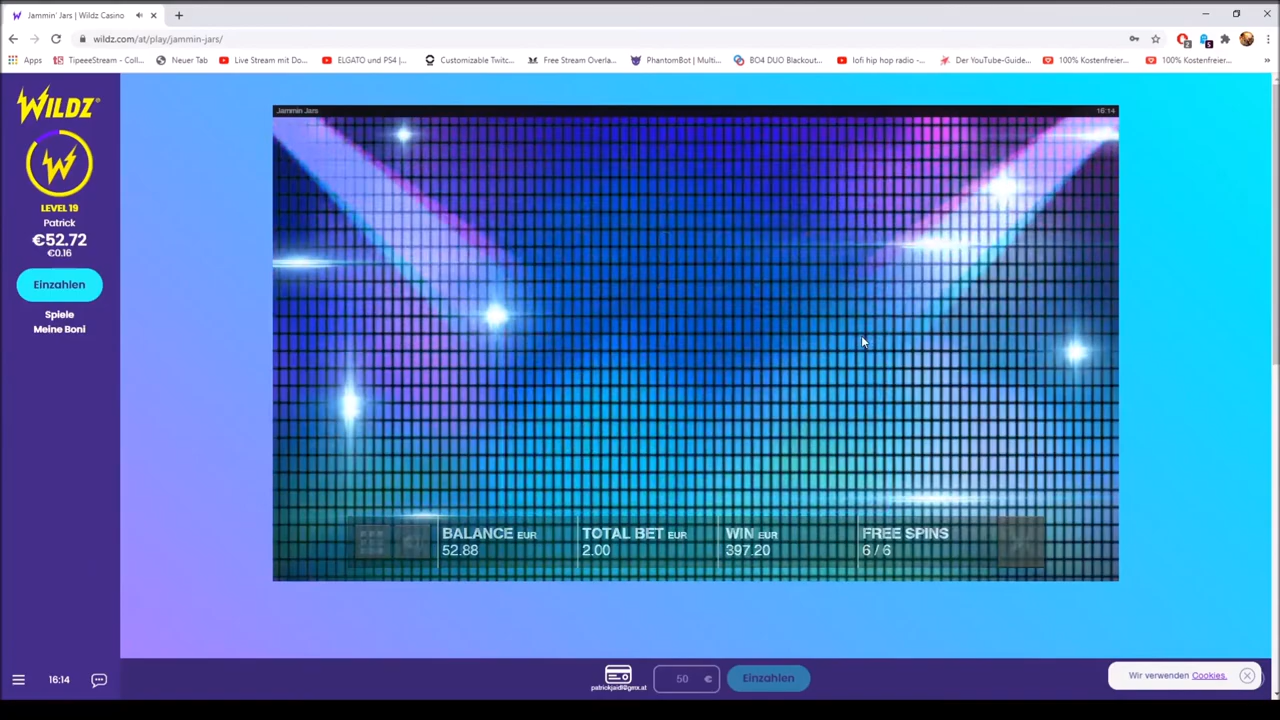 Jammin' Jars | Wildz Casino
wildz.com/at/play/jammin-jars/
Apps
TipeeeStream - Coll...
Neuer Tab
Live Stream mit Do...
ELGATO und PS4 |...
Customizable Twitc...
Free Stream Overla...
PhantomBot | Multi...
BO4 DUO Blackout...
lofi hip hop radio -...
Der YouTube-Guide...
100% Kostenfreier...
100% Kostenfreier...
WILDZ
LEVEL 19
Patrick
€52.72
€0.16
Einzahlen
Spiele
Meine Boni
Jammin Jars
16:14
BALANCE EUR
52.88
TOTAL BET EUR
2.00
WIN EUR
397.20
FREE SPINS
6 / 6
16:14
50 €
Einzahlen
Wir verwenden Cookies.